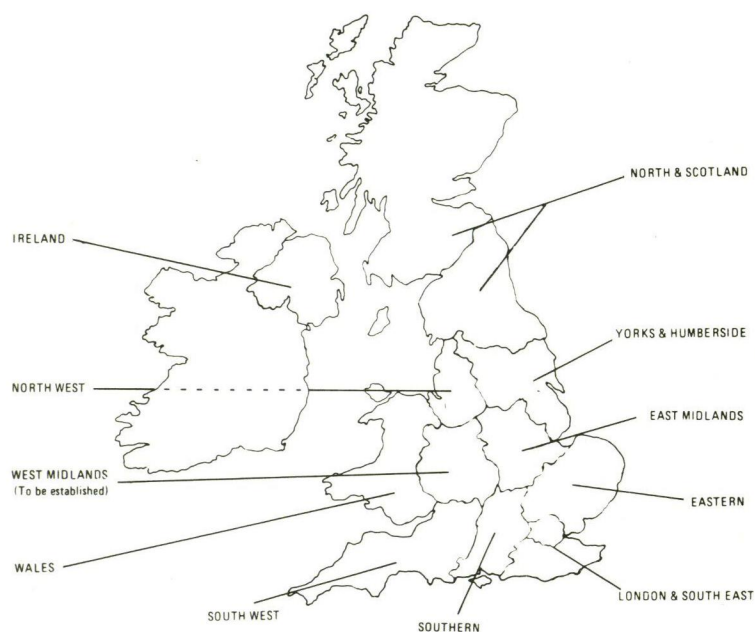 NORTH & SCOTLAND
IRELAND
YORKS & HUMBERSIDE
NORTH WEST
EAST MIDLANDS
WEST MIDLANDS
(To be established)
EASTERN
WALES
LONDON & SOUTH EAST
SOUTH WEST
SOUTHERN